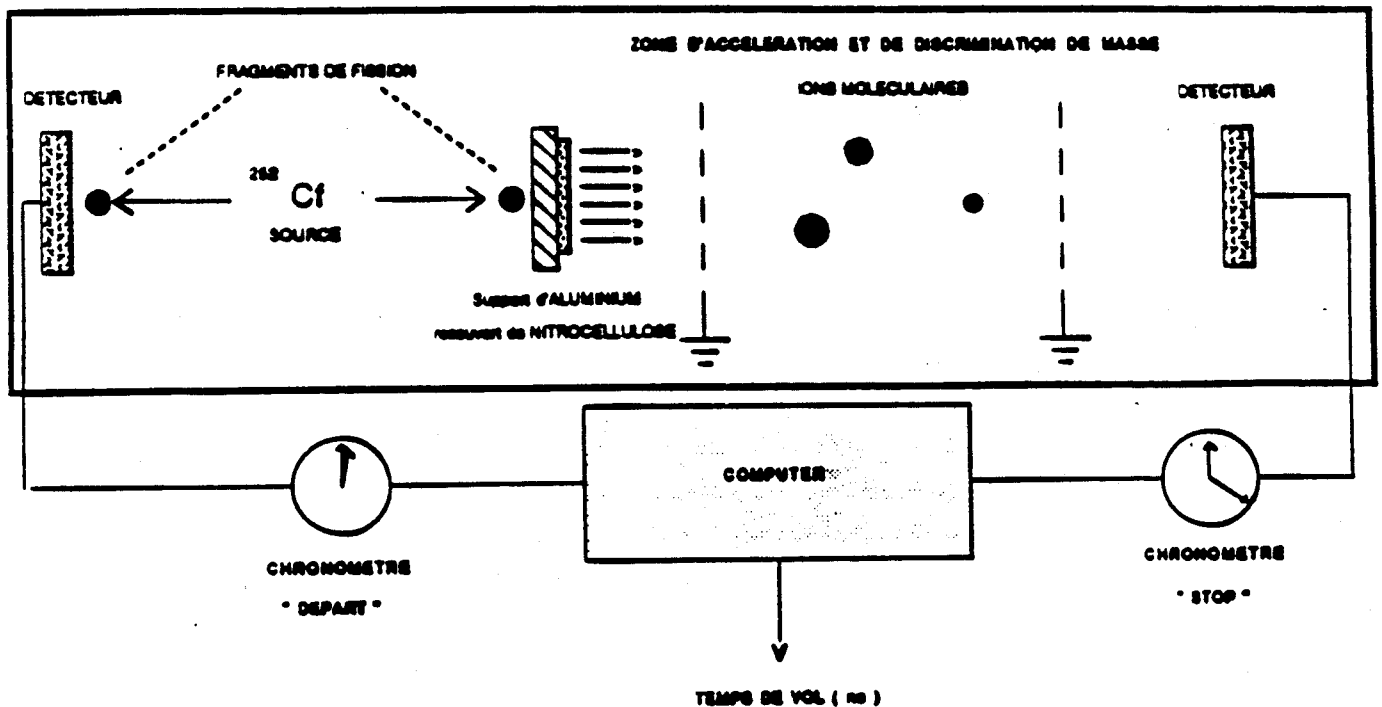 ZONE D'ACCELERATION ET DE DISCRIMINATION DE MASSE
FRAGMENTS DE FISSION
DETECTEUR
IONS MOLECULAIRES
DETECTEUR
252
Cf
SOURCE
Support d'ALUMINIUM
recouvert de NITROCELLULOSE
COMPUTER
CHRONOMETRE
" DEPART "
CHRONOMETRE
" STOP "
TEMPS DE VOL ( ns )